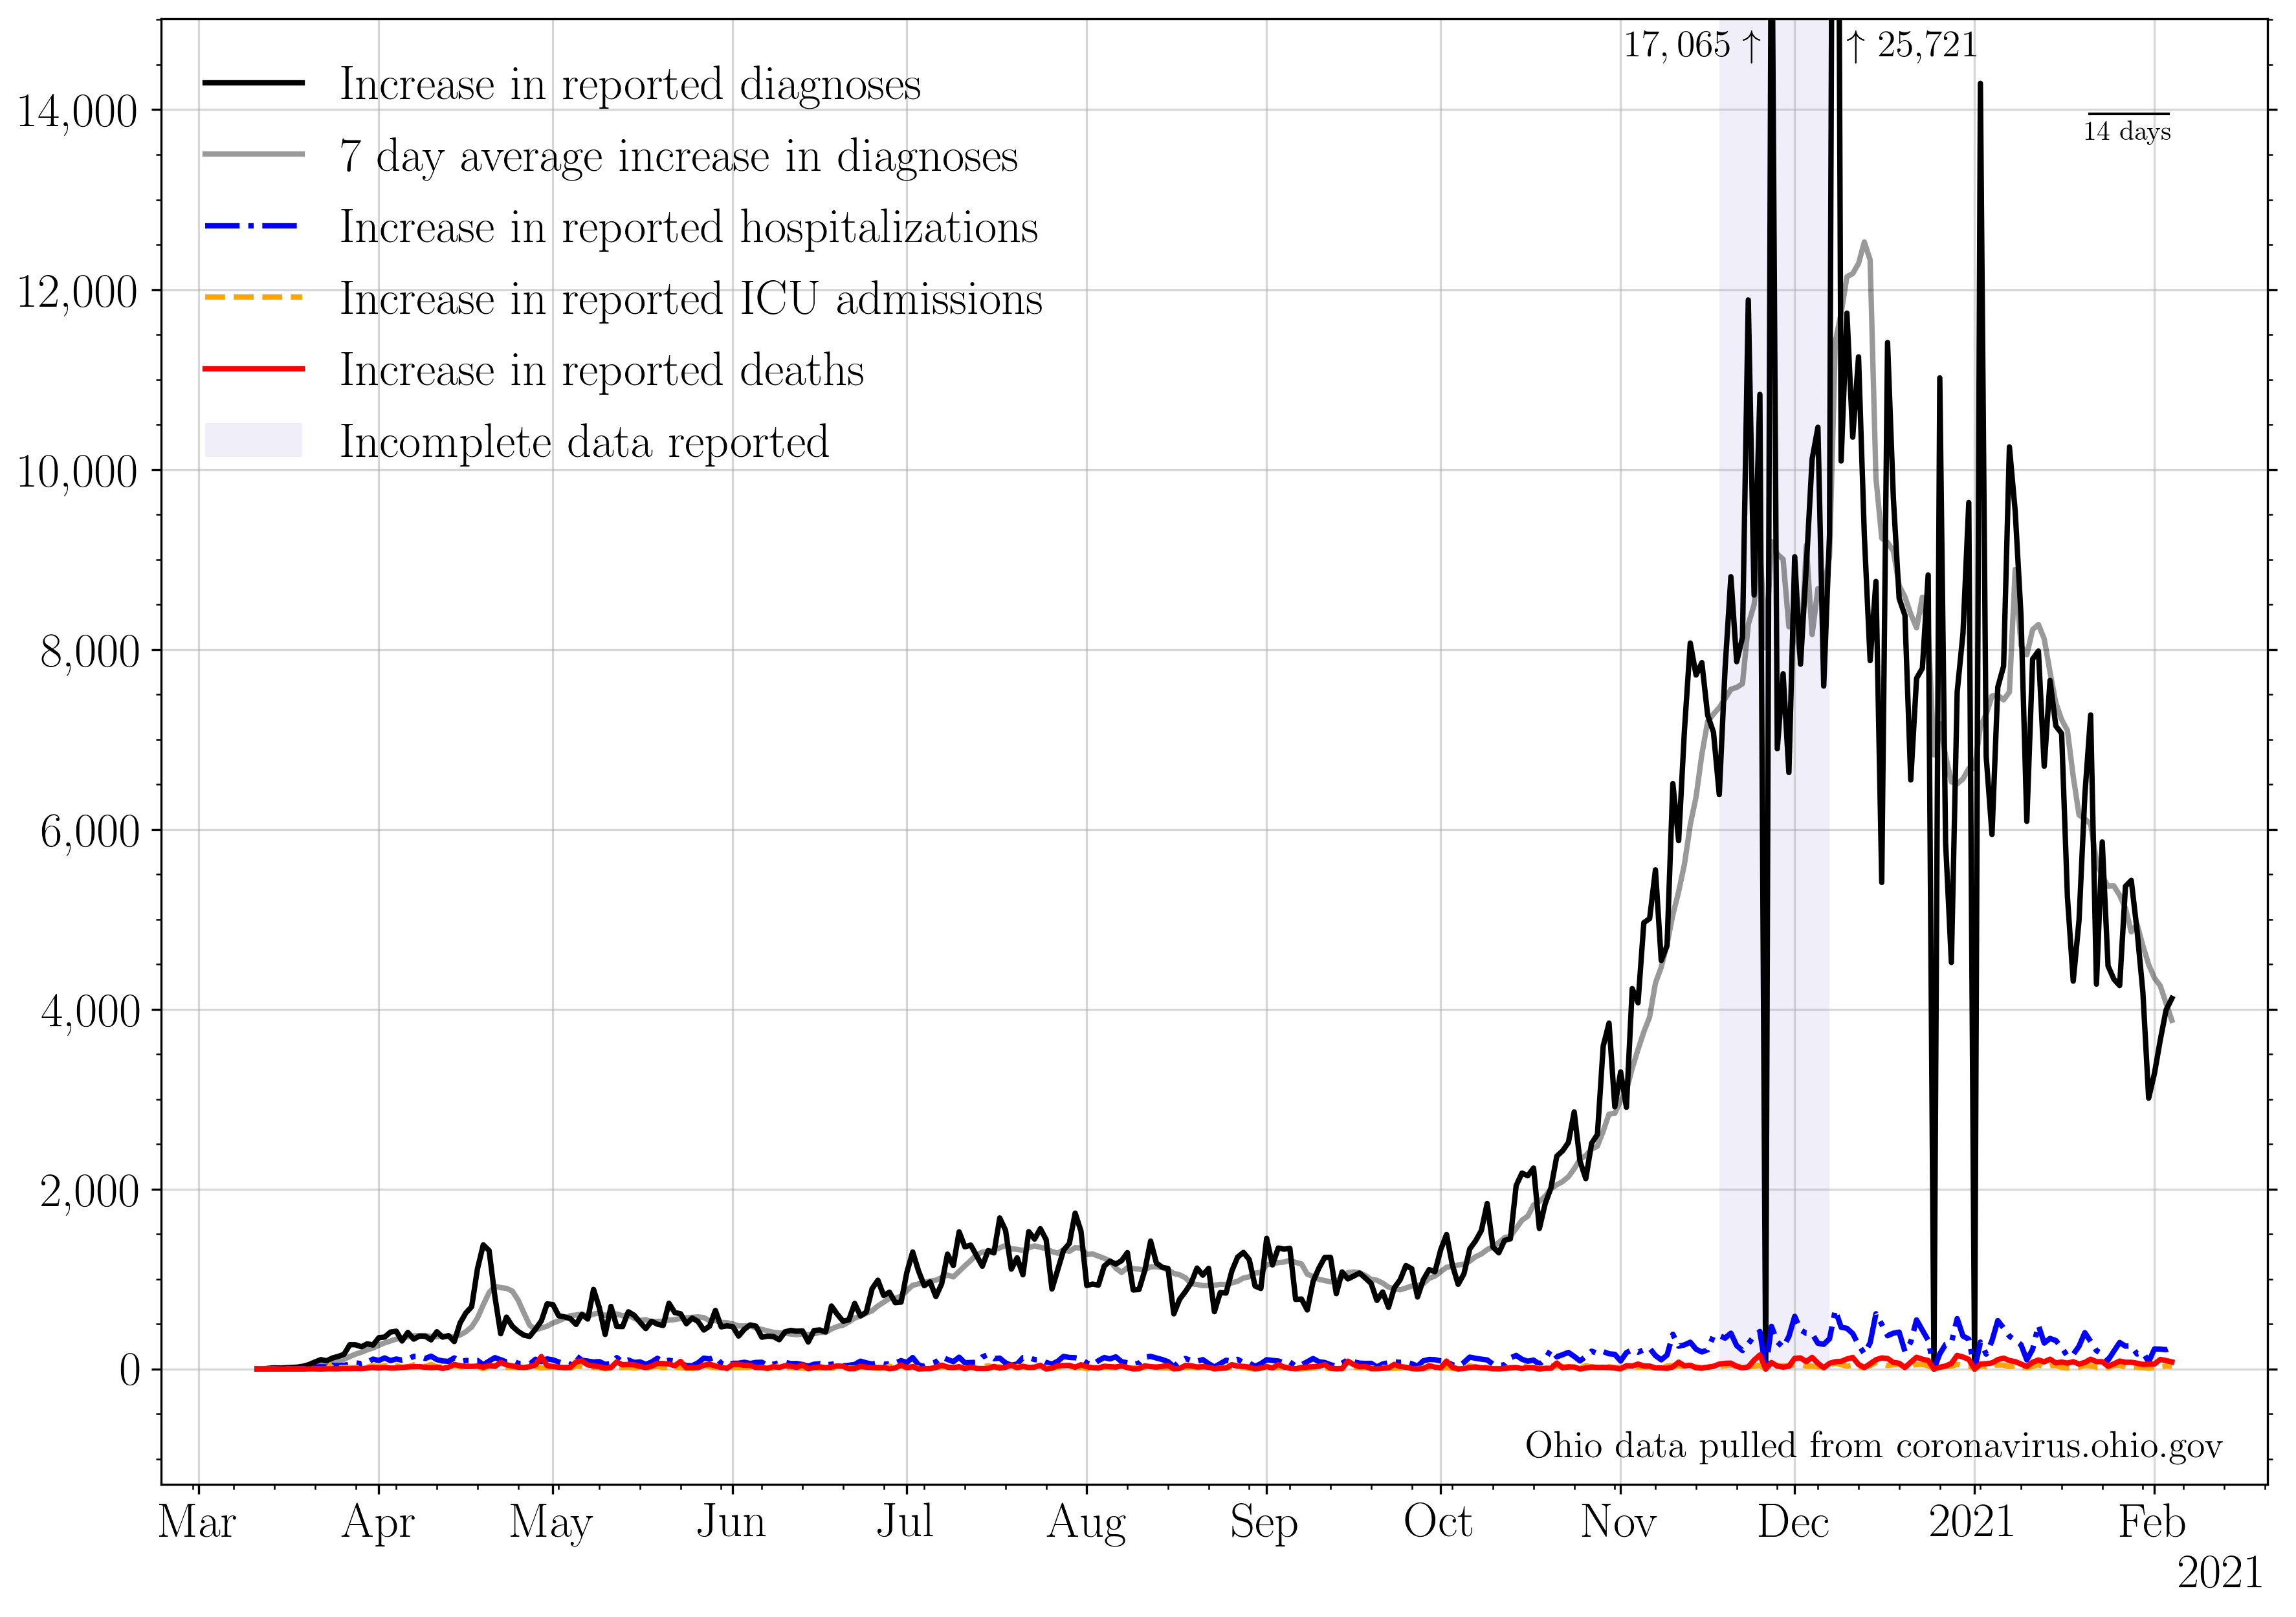 17,065 ↑ ↑ 25,721
Increase in reported diagnoses
14,000
14 days
7 day average increase in diagnoses
Increase in reported hospitalizations
12,000
Increase in reported ICU admissions
Increase in reported deaths
Incomplete data reported
10,000
8,000
6,000
4,000
2,000
0
Ohio data pulled from coronavirus.ohio.gov
Mar Apr May Jun Jul Aug Sep Oct Nov Dec 2021 Feb
2021